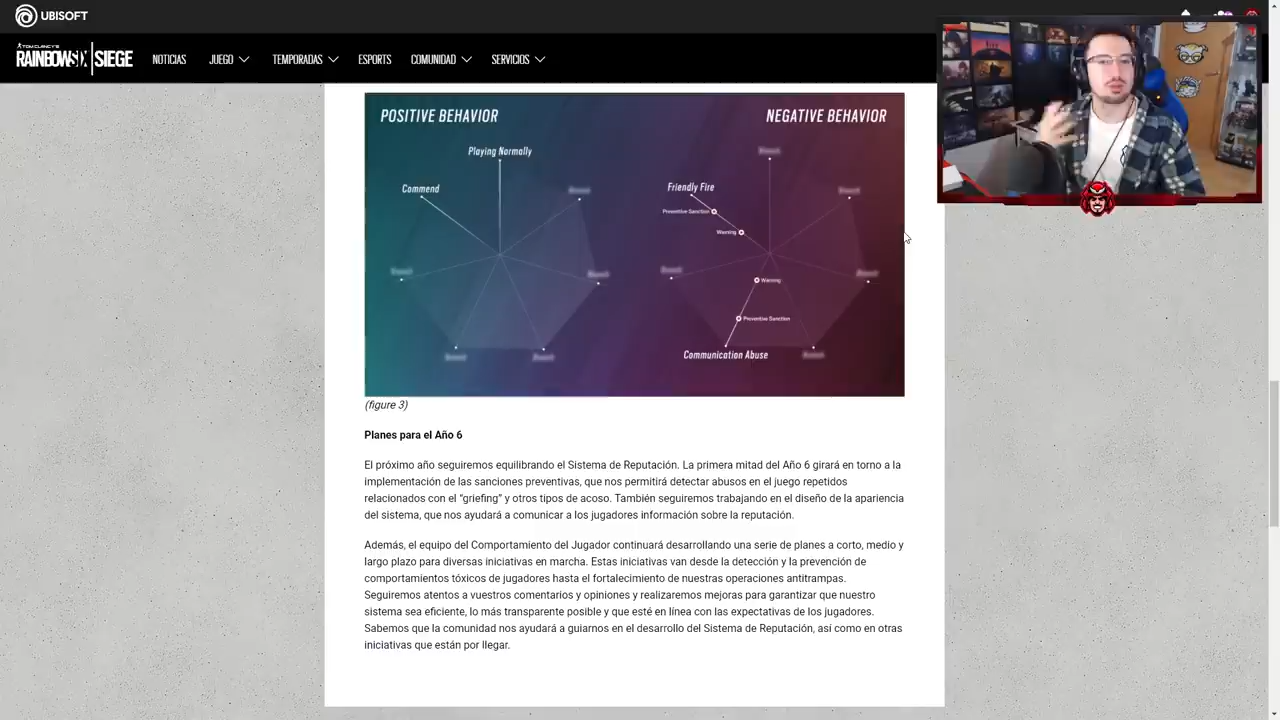 UBISOFT
TOM CLANCY'S
RAINBOWSIX|SIEGE
NOTICIAS
JUEGO
TEMPORADAS
ESPORTS
COMUNIDAD
SERVICIOS
POSITIVE BEHAVIOR
NEGATIVE BEHAVIOR
Playing Normally
Commend
Friendly Fire
Preventive Sanction
Warning
Warning
Preventive Sanction
Communication Abuse
(figure 3)
Planes para el Año 6
El próximo año seguiremos equilibrando el Sistema de Reputación. La primera mitad del Año 6 girará en torno a la
implementación de las sanciones preventivas, que nos permitirá detectar abusos en el juego repetidos
relacionados con el "griefing" y otros tipos de acoso. También seguiremos trabajando en el diseño de la apariencia
del sistema, que nos ayudará a comunicar a los jugadores información sobre la reputación.
Además, el equipo del Comportamiento del Jugador continuará desarrollando una serie de planes a corto, medio y
largo plazo para diversas iniciativas en marcha. Estas iniciativas van desde la detección y la prevención de
comportamientos tóxicos de jugadores hasta el fortalecimiento de nuestras operaciones antitrampas.
Seguiremos atentos a vuestros comentarios y opiniones y realizaremos mejoras para garantizar que nuestro
sistema sea eficiente, lo más transparente posible y que esté en línea con las expectativas de los jugadores.
Sabemos que la comunidad nos ayudará a guiarnos en el desarrollo del Sistema de Reputación, así como en otras
iniciativas que están por llegar.